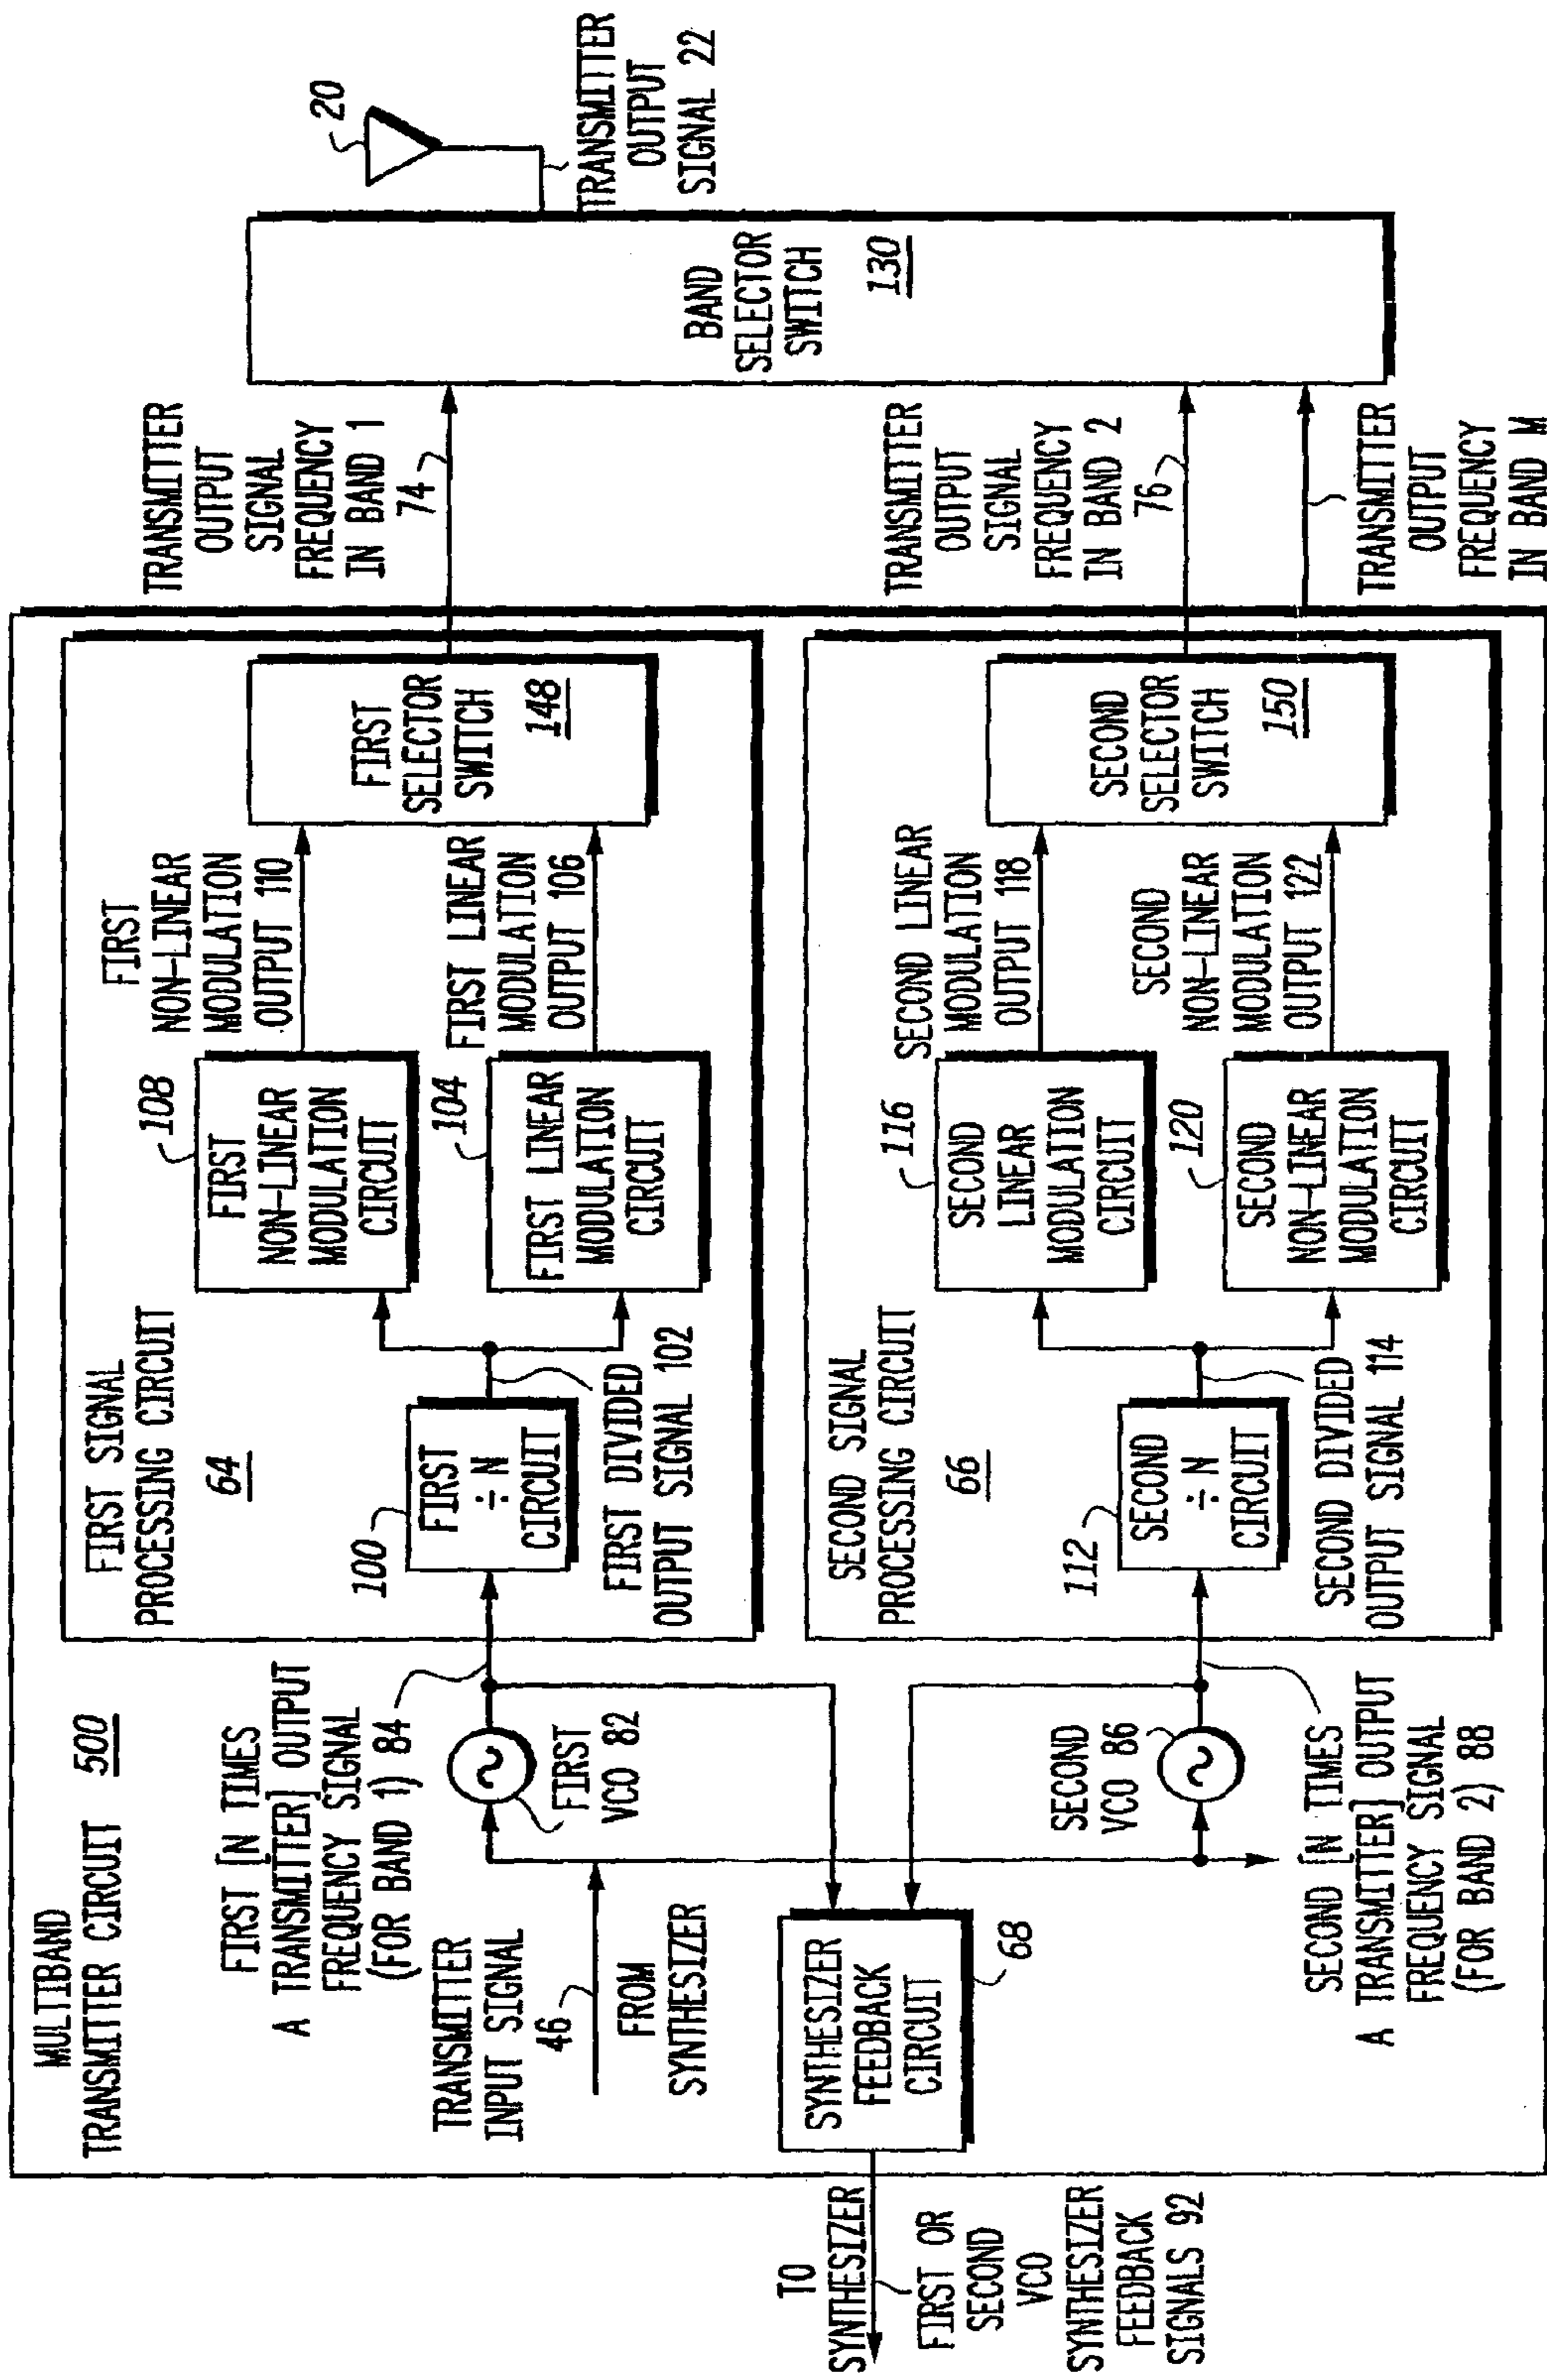 MULTIBAND
TRANSMITTER CIRCUIT 500
FIRST [N TIMES
A TRANSMITTER] OUTPUT
FREQUENCY SIGNAL
(FOR BAND 1) 84
TRANSMITTER
INPUT SIGNAL
46
FROM
SYNTHESIZER
FIRST
VCO 82
SYNTHESIZER
FEEDBACK
CIRCUIT
68
TO
SYNTHESIZER
FIRST OR
SECOND
VCO
SYNTHESIZER
FEEDBACK
SIGNALS 92
SECOND
VCO 86
SECOND [N TIMES
A TRANSMITTER] OUTPUT
FREQUENCY SIGNAL
(FOR BAND 2) 88
FIRST SIGNAL
PROCESSING CIRCUIT
64
100
FIRST
÷ N
CIRCUIT
FIRST DIVIDED
OUTPUT SIGNAL 102
108
FIRST
NON-LINEAR
MODULATION
CIRCUIT
104
FIRST LINEAR
MODULATION
CIRCUIT
FIRST
NON-LINEAR
MODULATION
OUTPUT 110
FIRST LINEAR
MODULATION
OUTPUT 106
FIRST
SELECTOR
SWITCH
148
SECOND SIGNAL
PROCESSING CIRCUIT
66
112
SECOND
÷ N
CIRCUIT
SECOND DIVIDED
OUTPUT SIGNAL 114
116
SECOND
LINEAR
MODULATION
CIRCUIT
120
SECOND
NON-LINEAR
MODULATION
CIRCUIT
SECOND LINEAR
MODULATION
OUTPUT 118
SECOND
NON-LINEAR
MODULATION
OUTPUT 122
SECOND
SELECTOR
SWITCH
150
TRANSMITTER
OUTPUT
SIGNAL
FREQUENCY
IN BAND 1
74
TRANSMITTER
OUTPUT
SIGNAL
FREQUENCY
IN BAND 2
76
TRANSMITTER
OUTPUT
FREQUENCY
IN BAND M
BAND
SELECTOR
SWITCH
130
20
TRANSMITTER
OUTPUT
SIGNAL 22